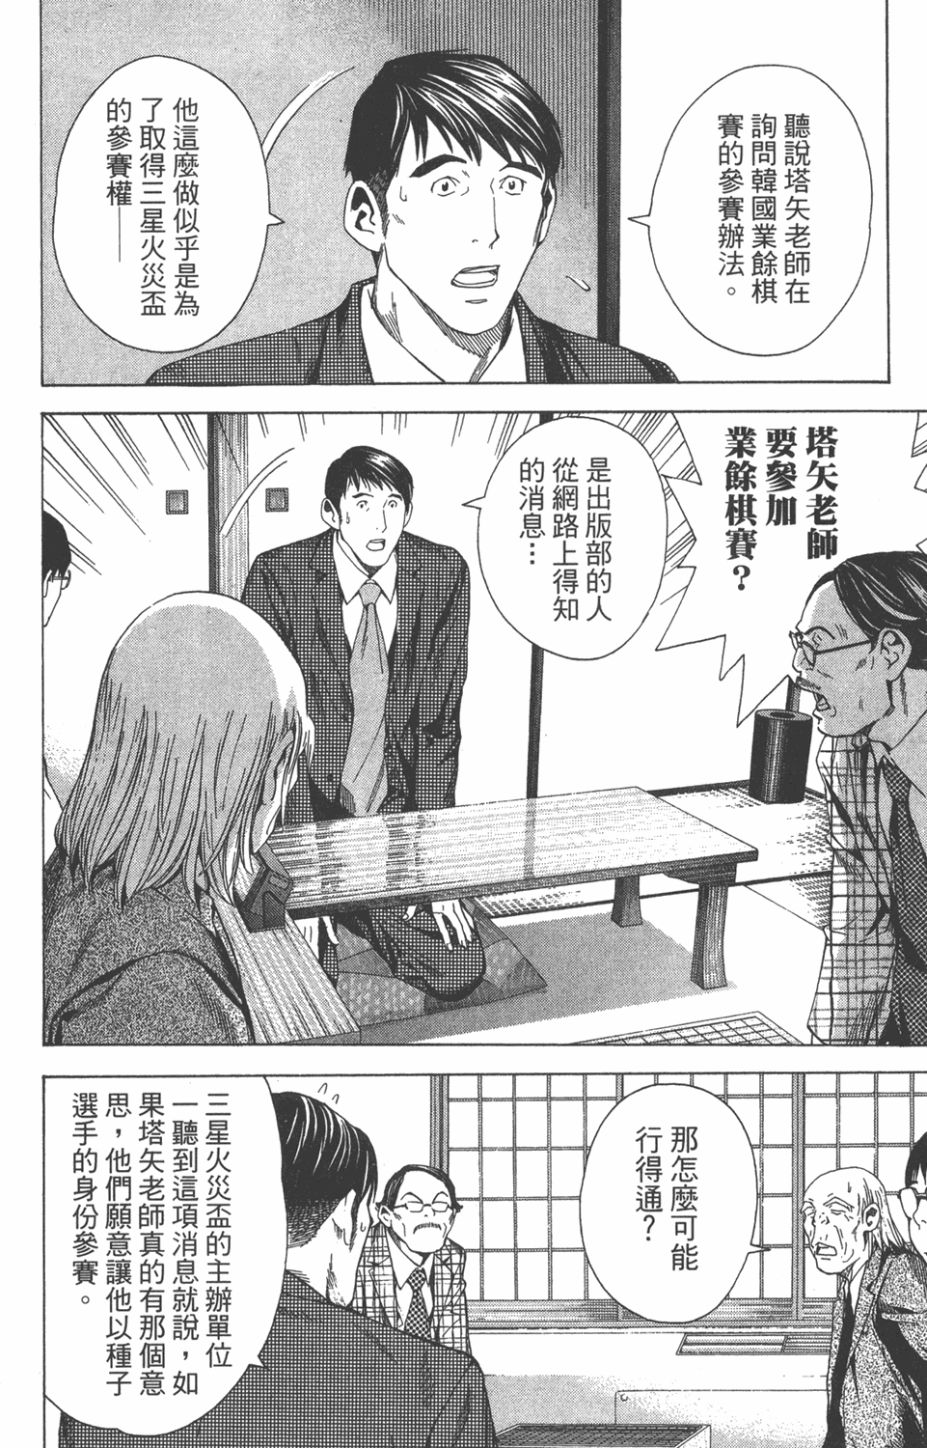 聽說塔矢老師在
詢問韓國業餘棋
賽的參賽辦法。
他這麼做似乎是為
了取得三星火災盃
的參賽權——
塔矢老師
要參加
業餘棋賽?
是出版部的人
從網路上得知
的消息…
那怎麼可能
行得通?
三星火災盃的主辦單位
一聽到這項消息就說,如
果塔矢老師真的有那個意
思,他們願意讓他以種子
選手的身份參賽。